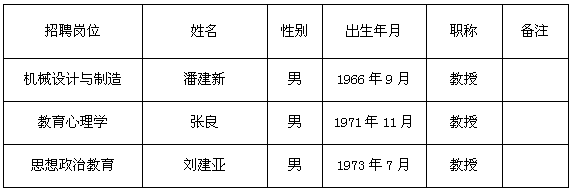 招聘岗位 姓名 性别 出生年月 职称 备注
机械设计与制造 潘建新 男 1966年9月 教授
教育心理学 张良 男 1971年11月 教授
思想政治教育 刘建亚 男 1973年7月 教授